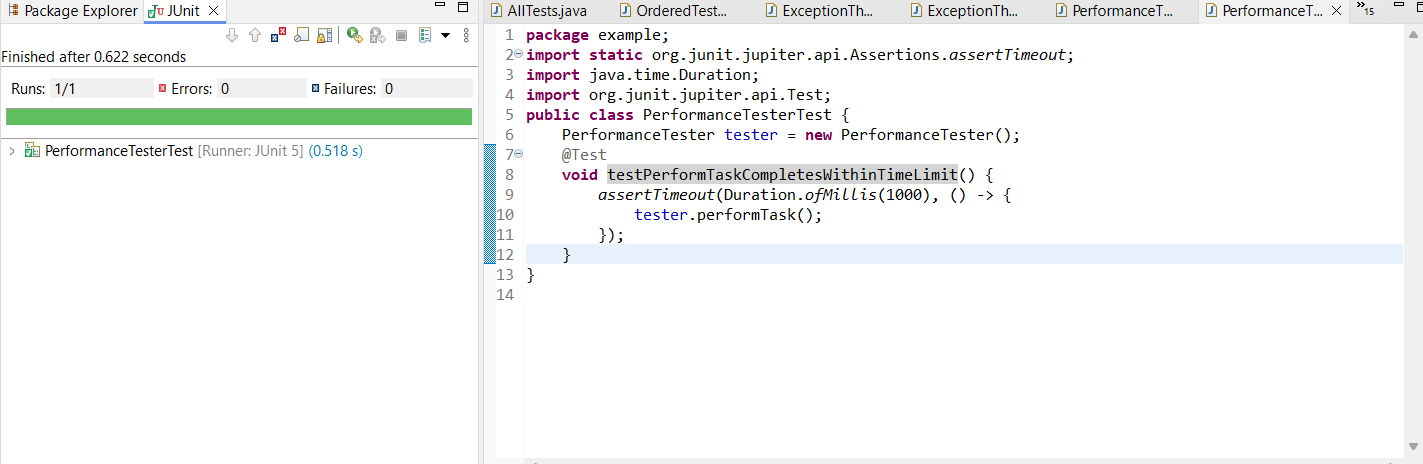 Package Explorer JUnit
Finished after 0.622 seconds
Runs: 1/1 Errors: 0 Failures: 0
PerformanceTesterTest [Runner: JUnit 5] (0.518 s)
AllTests.java OrderedTest... ExceptionTh... ExceptionTh... PerformanceT... PerformanceT... 15
1 package example;
2 import static org.junit.jupiter.api.Assertions.assertTimeout;
3 import java.time.Duration;
4 import org.junit.jupiter.api.Test;
5 public class PerformanceTesterTest {
6     PerformanceTester tester = new PerformanceTester();
7     @Test
8     void testPerformTaskCompletesWithinTimeLimit() {
9         assertTimeout(Duration.ofMillis(1000), () -> {
10             tester.performTask();
11         });
12     }
13 }
14